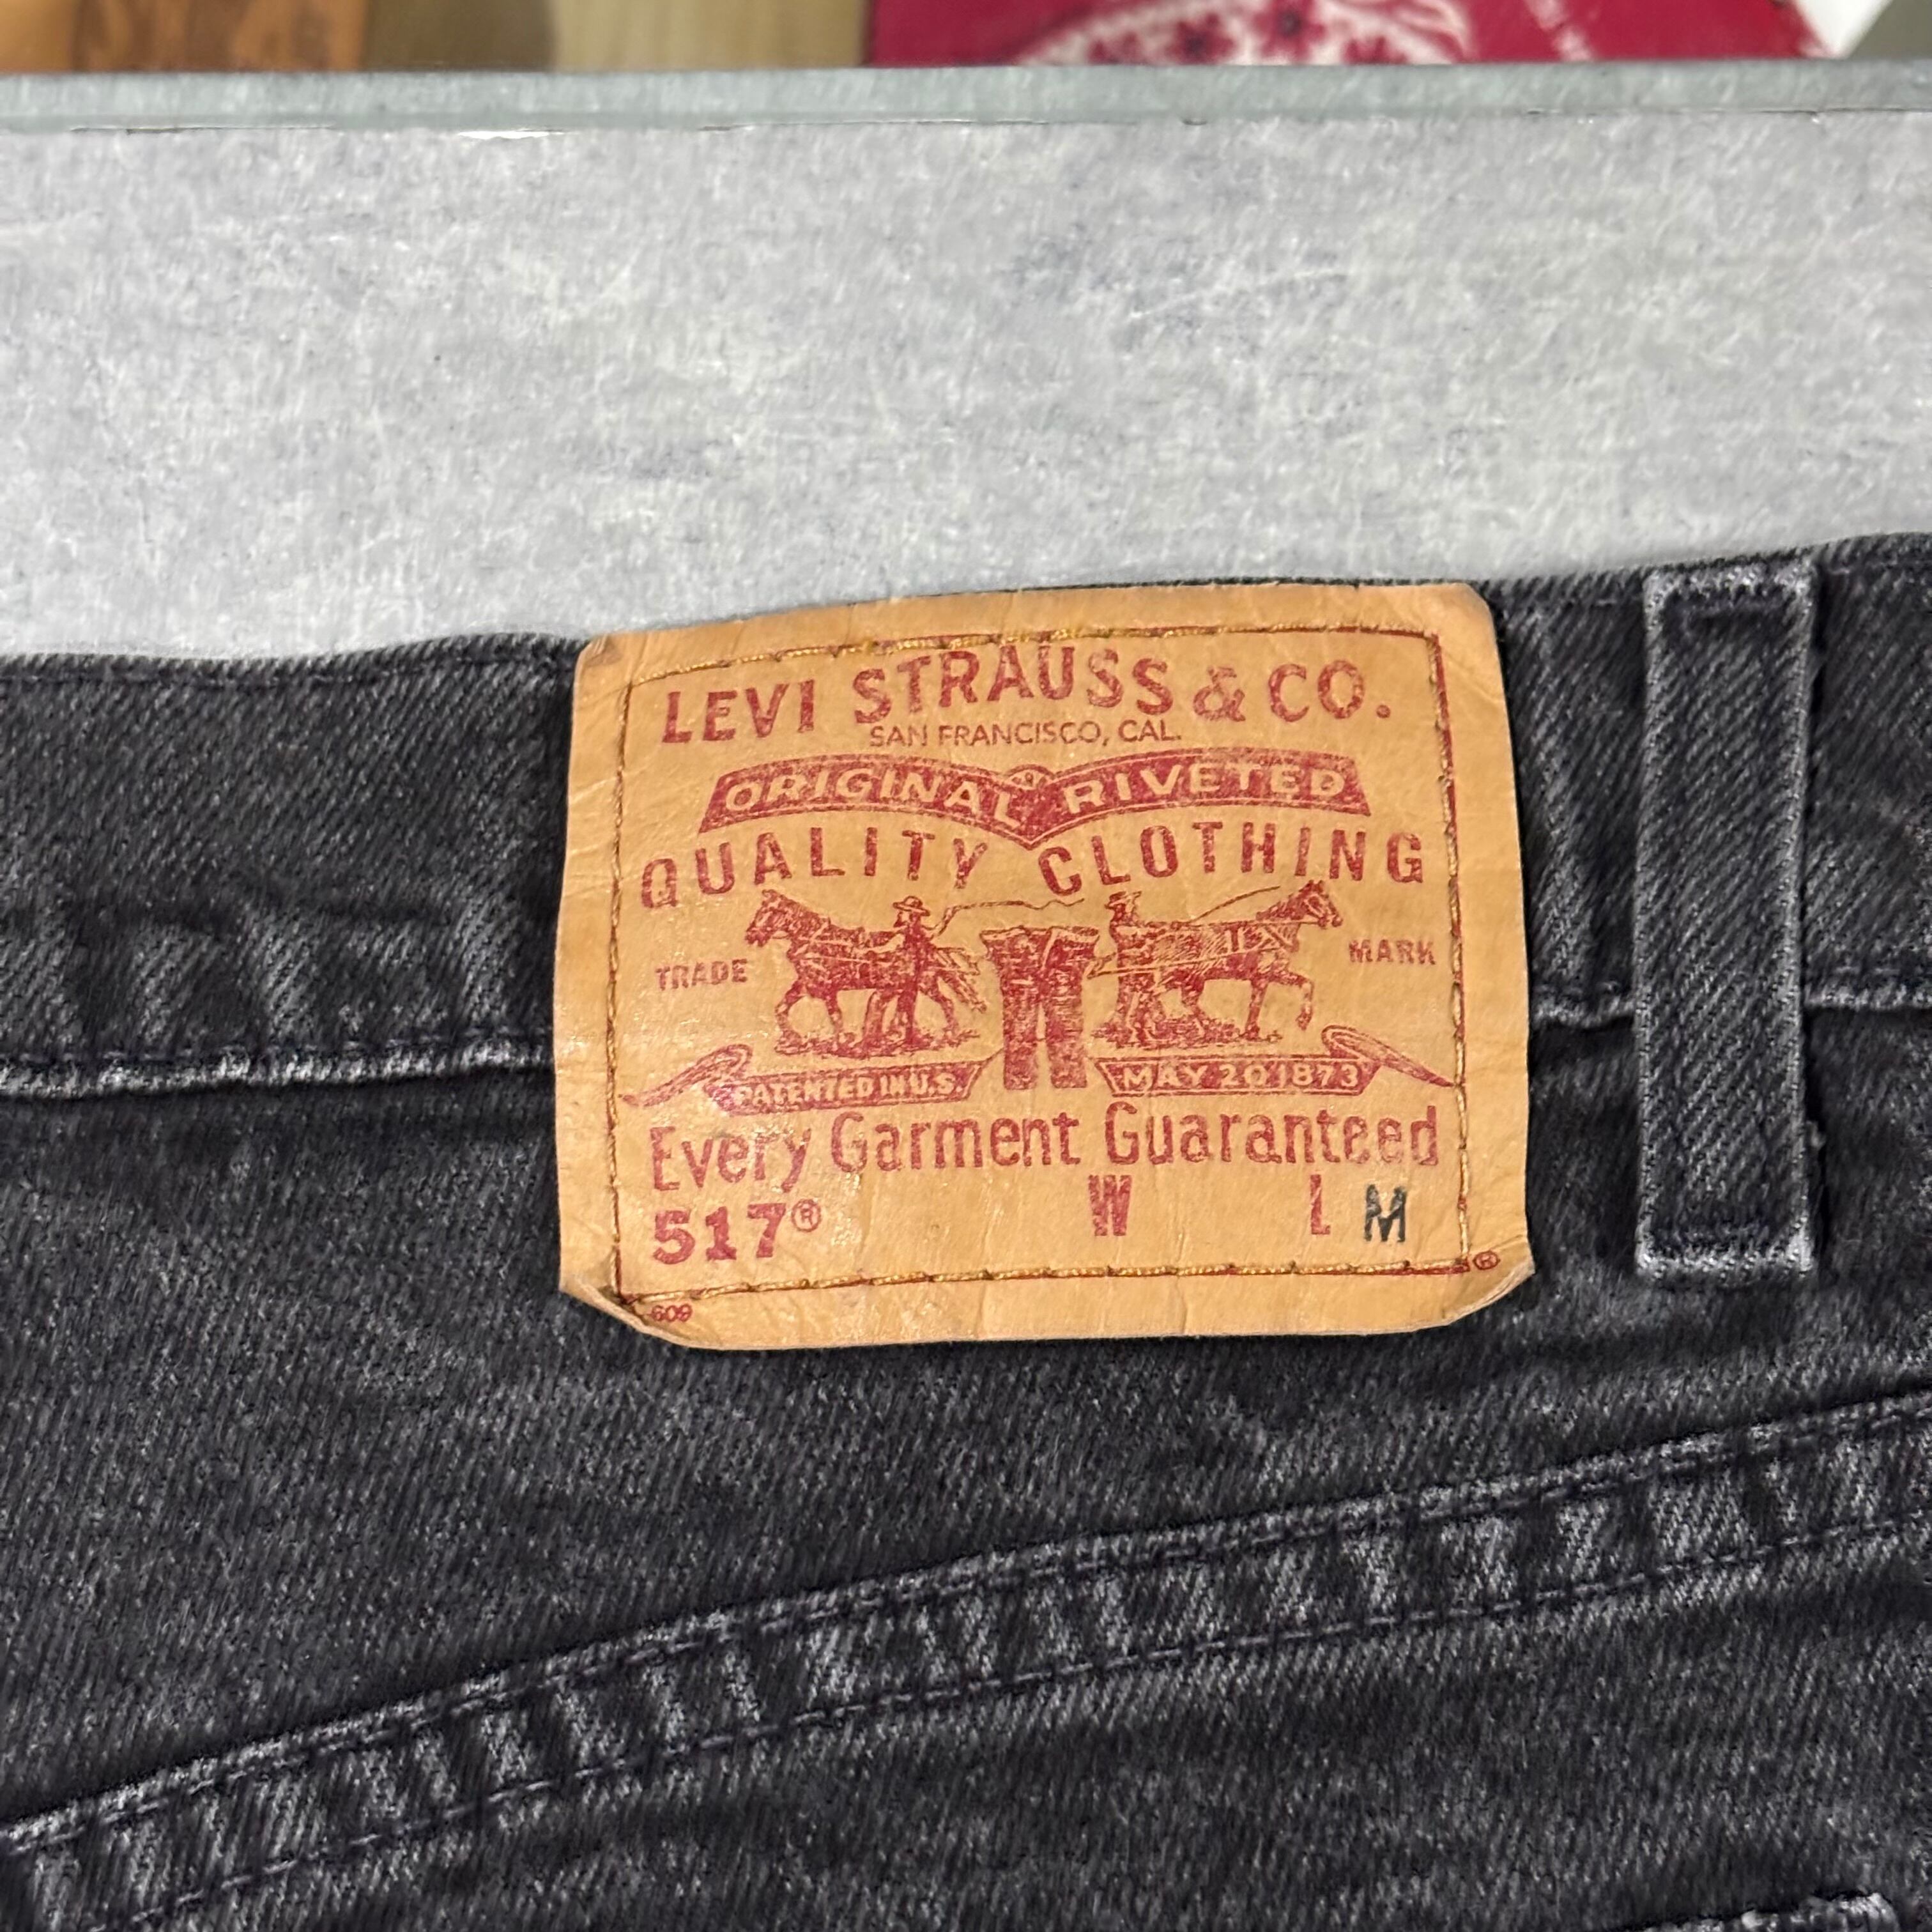 LEVI STRAUSS & CO.
SAN FRANCISCO, CAL.
ORIGINAL® RIVETED
QUALITY CLOTHING
TRADE MARK
PATENTED IN U.S. MAY 20 1873
Every Garment Guaranteed
517® W L M
®
609